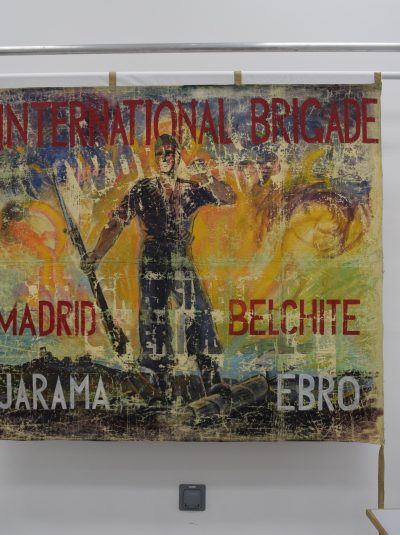 INTERNATIONAL BRIGADE
MADRID BELCHITE
JARAMA EBRO